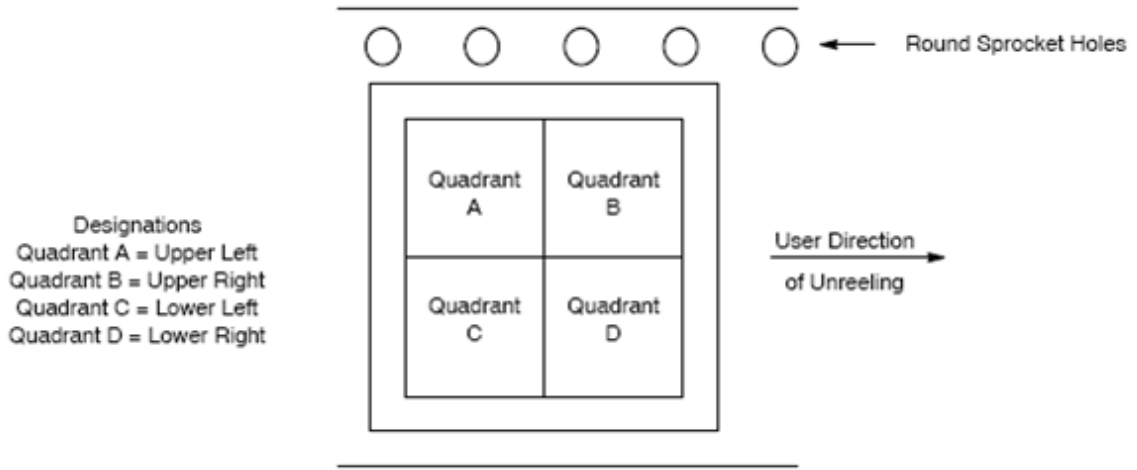 Round Sprocket Holes
Quadrant
A
Quadrant
B
Designations
Quadrant A = Upper Left
Quadrant B = Upper Right
Quadrant C = Lower Left
Quadrant D = Lower Right
User Direction
of Unreeling
Quadrant
C
Quadrant
D